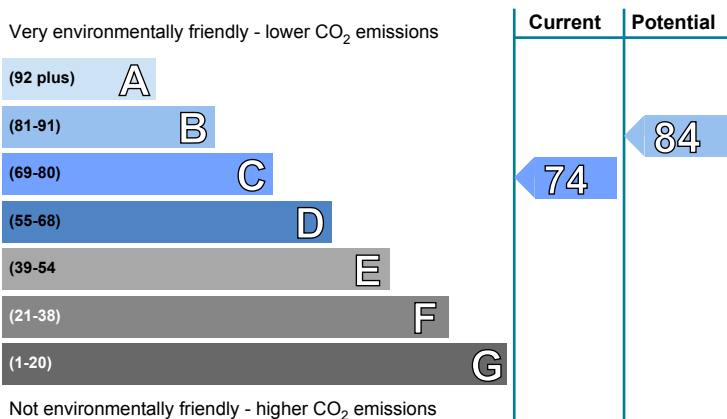 Very environmentally friendly - lower CO2 emissions
Current
Potential
(92 plus) A
(81-91) B
84
(69-80) C
74
(55-68) D
(39-54 E
(21-38) F
(1-20) G
Not environmentally friendly - higher CO2 emissions